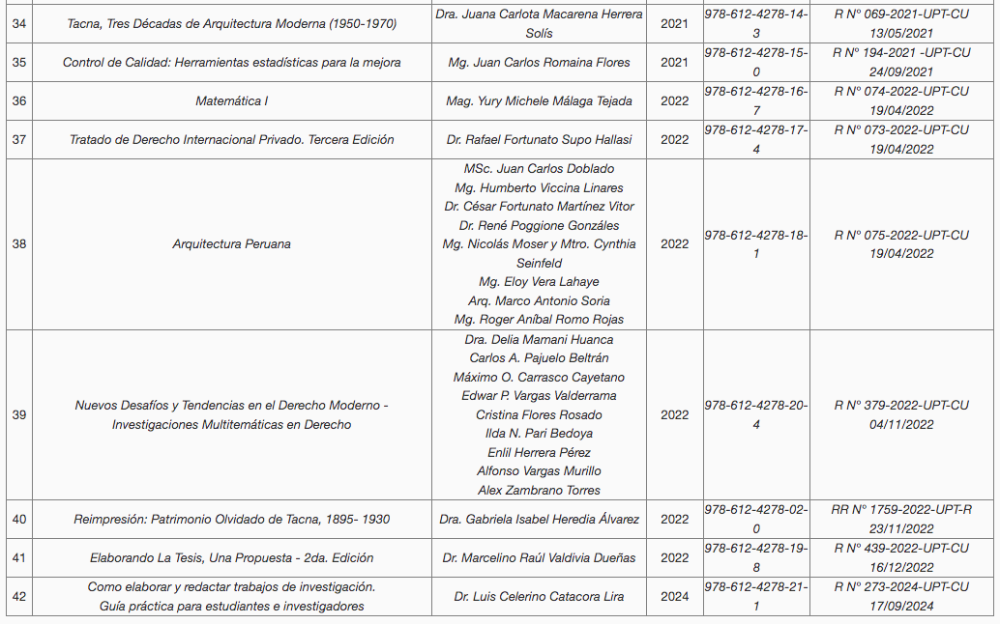 34
Tacna, Tres Décadas de Arquitectura Moderna (1950-1970)
Dra. Juana Carlota Macarena Herrera
Solís
2021
978-612-4278-14-
3
R Nº 069-2021-UPT-CU
13/05/2021
35
Control de Calidad: Herramientas estadísticas para la mejora
Mg. Juan Carlos Romaina Flores
2021
978-612-4278-15-
0
R Nº 194-2021 -UPT-CU
24/09/2021
36
Matemática I
Mag. Yury Michele Málaga Tejada
2022
978-612-4278-16-
7
R Nº 074-2022-UPT-CU
19/04/2022
37
Tratado de Derecho Internacional Privado. Tercera Edición
Dr. Rafael Fortunato Supo Hallasi
2022
978-612-4278-17-
4
R Nº 073-2022-UPT-CU
19/04/2022
38
Arquitectura Peruana
MSc. Juan Carlos Doblado
Mg. Humberto Viccina Linares
Dr. César Fortunato Martínez Vitor
Dr. René Poggione Gonzáles
Mg. Nicolás Moser y Mtro. Cynthia
Seinfeld
Mg. Eloy Vera Lahaye
Arq. Marco Antonio Soria
Mg. Roger Aníbal Romo Rojas
2022
978-612-4278-18-
1
R Nº 075-2022-UPT-CU
19/04/2022
39
Nuevos Desafíos y Tendencias en el Derecho Moderno -
Investigaciones Multitemáticas en Derecho
Dra. Delia Mamani Huanca
Carlos A. Pajuelo Beltrán
Máximo O. Carrasco Cayetano
Edwar P. Vargas Valderrama
Cristina Flores Rosado
Ilda N. Pari Bedoya
Enlil Herrera Pérez
Alfonso Vargas Murillo
Alex Zambrano Torres
2022
978-612-4278-20-
4
R Nº 379-2022-UPT-CU
04/11/2022
40
Reimpresión: Patrimonio Olvidado de Tacna, 1895- 1930
Dra. Gabriela Isabel Heredia Álvarez
2022
978-612-4278-02-
0
RR Nº 1759-2022-UPT-R
23/11/2022
41
Elaborando La Tesis, Una Propuesta - 2da. Edición
Dr. Marcelino Raúl Valdivia Dueñas
2022
978-612-4278-19-
8
R Nº 439-2022-UPT-CU
16/12/2022
42
Como elaborar y redactar trabajos de investigación.
Guía práctica para estudiantes e investigadores
Dr. Luis Celerino Catacora Lira
2024
978-612-4278-21-
1
R Nº 273-2024-UPT-CU
17/09/2024